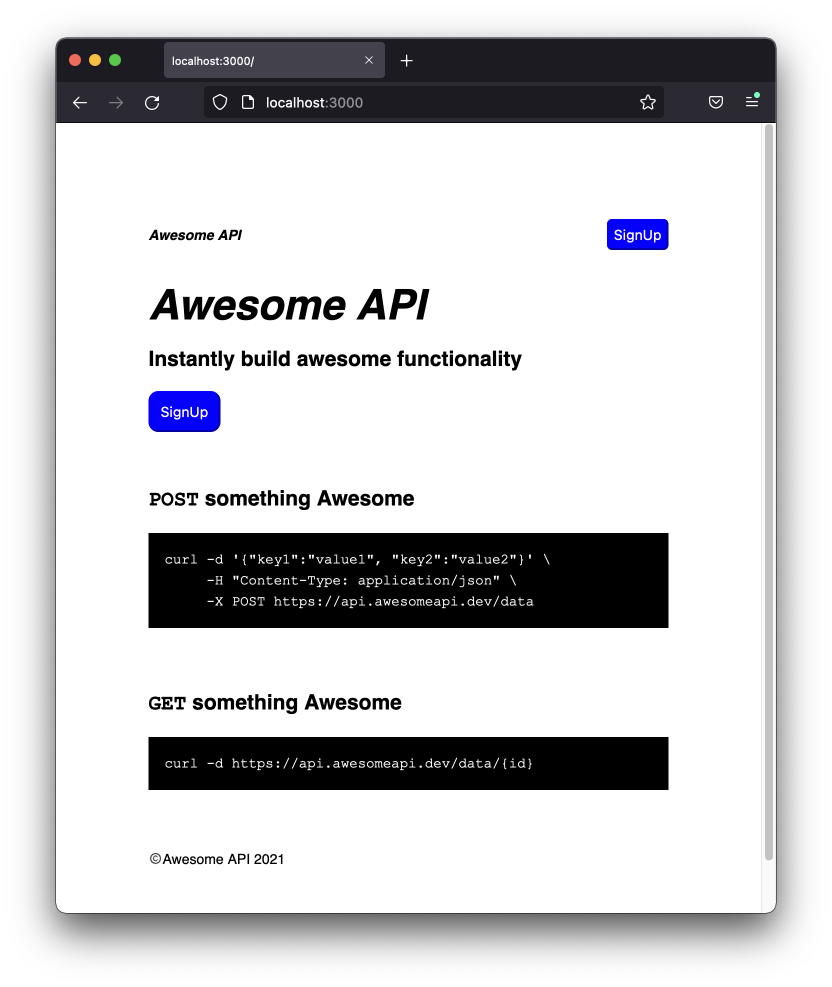 localhost:3000/
localhost:3000
Awesome API
SignUp
Awesome API
Instantly build awesome functionality
SignUp
POST something Awesome
curl -d '{"key1":"value1", "key2":"value2"}' \
-H "Content-Type: application/json" \
-X POST https://api.awesomeapi.dev/data
GET something Awesome
curl -d https://api.awesomeapi.dev/data/{id}
©Awesome API 2021